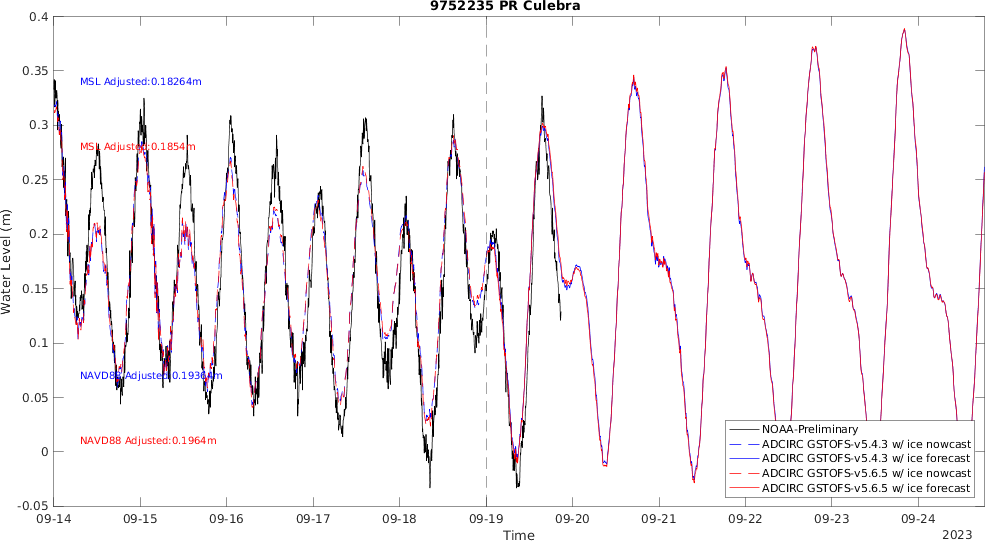 9752235 PR Culebra
0.4
0.35
0.3
0.25
0.2
0.15
0.1
0.05
0
-0.05
Water Level (m)
MSL Adjusted:0.18264m
MSL Adjusted:0.1854m
NAVD88 Adjusted:0.19364m
NAVD88 Adjusted:0.1964m
NOAA-Preliminary
ADCIRC GSTOFS-v5.4.3 w/ ice nowcast
ADCIRC GSTOFS-v5.4.3 w/ ice forecast
ADCIRC GSTOFS-v5.6.5 w/ ice nowcast
ADCIRC GSTOFS-v5.6.5 w/ ice forecast
09-14 09-15 09-16 09-17 09-18 09-19 09-20 09-21 09-22 09-23 09-24
Time
2023